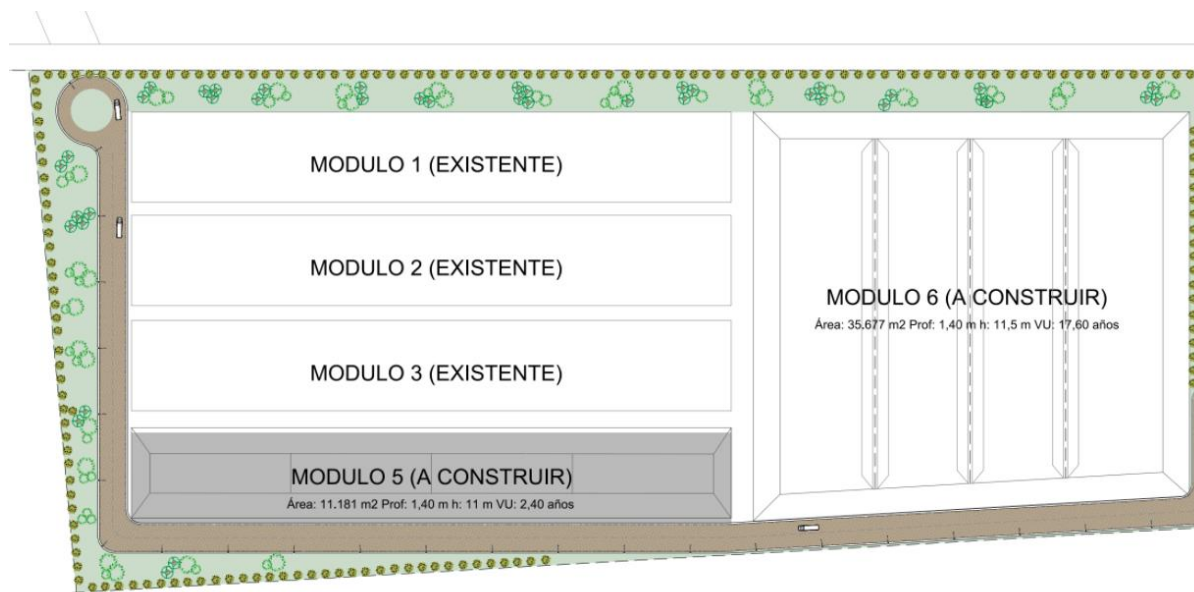 MODULO 1 (EXISTENTE)
MODULO 2 (EXISTENTE)
MODULO 6 (A CONSTRUIR)
Área: 35.677 m2 Prof: 1,40 m h: 11,5 m VU: 17,60 años
MODULO 3 (EXISTENTE)
MODULO 5 (A CONSTRUIR)
Área: 11.181 m2 Prof: 1,40 m h: 11 m VU: 2,40 años